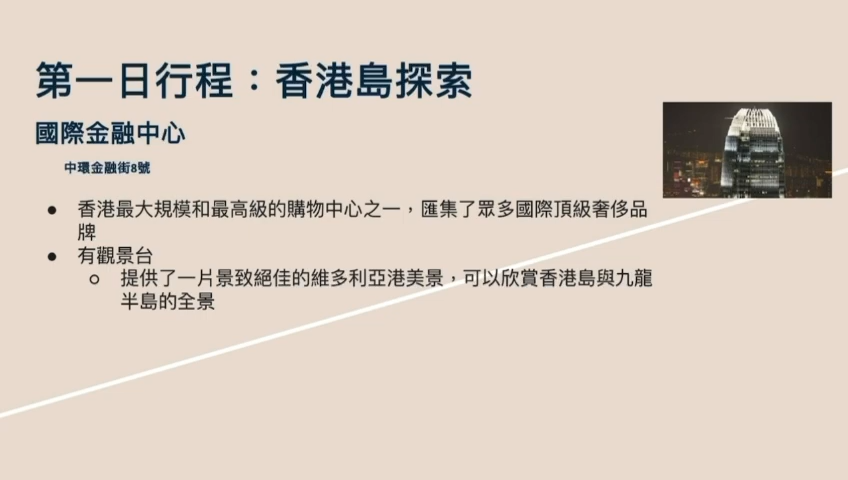 第一日行程：香港島探索
國際金融中心
中環金融街8號
● 香港最大規模和最高級的購物中心之一，匯集了眾多國際頂級奢侈品
牌
● 有觀景台
○ 提供了一片景致絕佳的維多利亞港美景，可以欣賞香港島與九龍
半島的全景